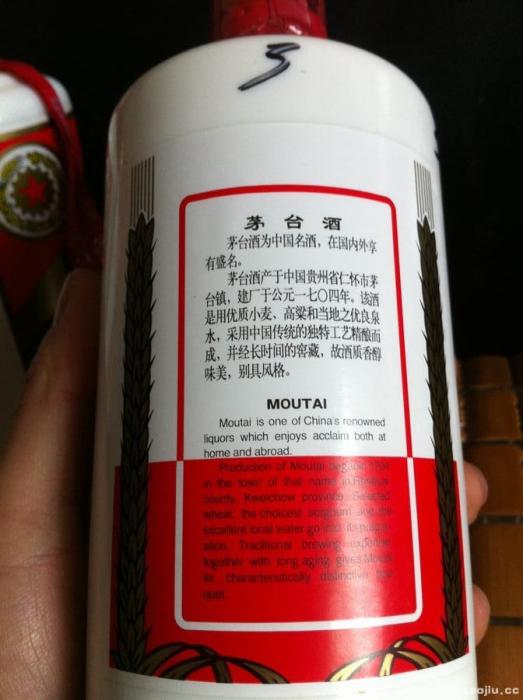 3
茅台酒
茅台酒为中国名酒，在国内外享
有盛名。
茅台酒产于中国贵州省仁怀市茅
台镇，建厂于公元一七〇四年。该酒
是用优质小麦、高粱和当地之优良泉
水，采用中国传统的独特工艺精酿而
成，并经长时间的窖藏，故酒质香醇
味美，别具风格。
MOUTAI
Moutai is one of China's renowned
liquors which enjoys acclaim both at
home and abroad.
Production of Moutai began 1704
in the town of that name in
county, Kweichow province. Selected
wheat, the choicest sorghum and the
excellent local water go into its
ation. Traditional brewing
together with long aging gives Moutai
its characteristically distinctive
quet.